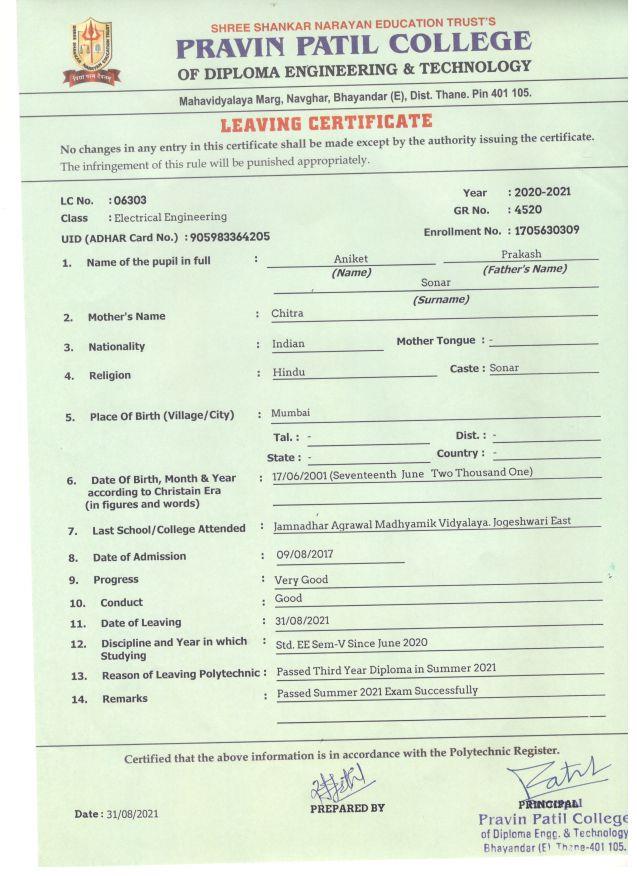 SHREE SHANKAR NARAYAN EDUCATION TRUST'S
PRAVIN PATIL COLLEGE
OF DIPLOMA ENGINEERING & TECHNOLOGY
Mahavidyalaya Marg, Navghar, Bhayandar (E), Dist. Thane. Pin 401 105.
LEAVING CERTIFICATE
No changes in any entry in this certificate shall be made except by the authority issuing the certificate.
The infringement of this rule will be punished appropriately.
LC No. : 06303 Year : 2020-2021
Class : Electrical Engineering GR No. : 4520
UID (ADHAR Card No.) : 905983364205 Enrollment No. : 1705630309
1. Name of the pupil in full : Aniket Prakash
(Name) (Father's Name)
Sonar
(Surname)
2. Mother's Name : Chitra
3. Nationality : Indian Mother Tongue : -
4. Religion : Hindu Caste : Sonar
5. Place Of Birth (Village/City) : Mumbai
Tal. : - Dist. : -
State : - Country : -
6. Date Of Birth, Month & Year : 17/06/2001 (Seventeenth June Two Thousand One)
according to Christain Era
(in figures and words)
7. Last School/College Attended : Jamnadhar Agrawal Madhyamik Vidyalaya. Jogeshwari East
8. Date of Admission : 09/08/2017
9. Progress : Very Good
10. Conduct : Good
11. Date of Leaving : 31/08/2021
12. Discipline and Year in which : Std. EE Sem-V Since June 2020
Studying
13. Reason of Leaving Polytechnic : Passed Third Year Diploma in Summer 2021
14. Remarks : Passed Summer 2021 Exam Successfully
Certified that the above information is in accordance with the Polytechnic Register.
Date : 31/08/2021 PREPARED BY PRINCIPAL
Pravin Patil College
of Diploma Engg. & Technology
Bhayandar (E) Thane-401 105.